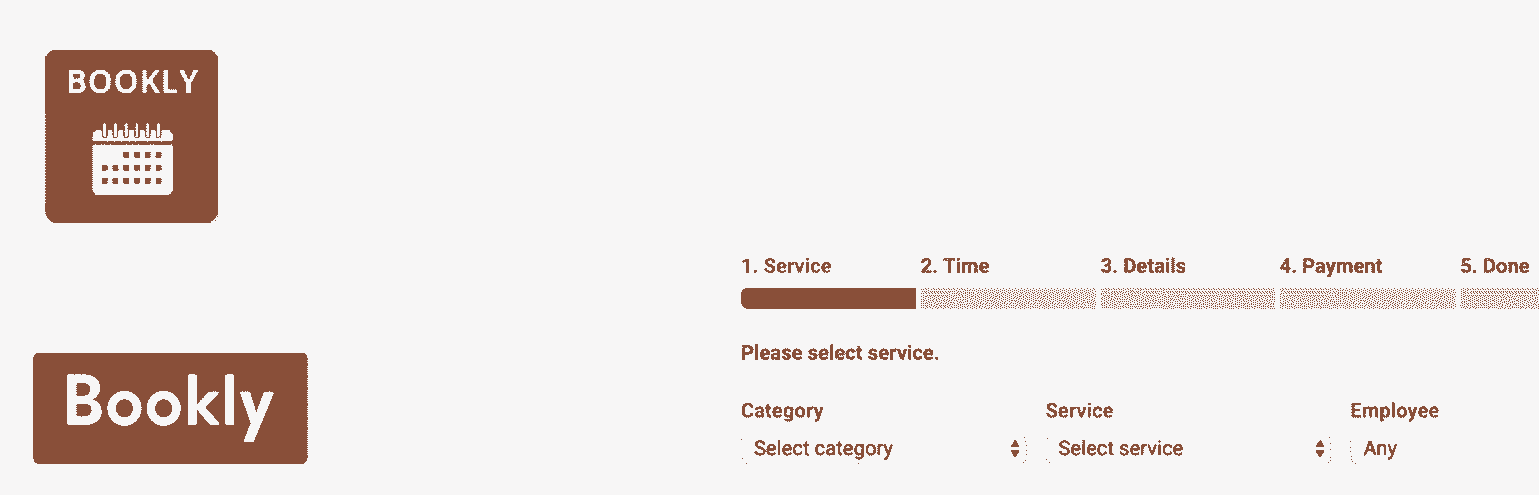 BOOKLY
1. Service 2. Time 3. Details 4. Payment 5. Done
Please select service.
Bookly
Category Service Employee
Select category Select service Any